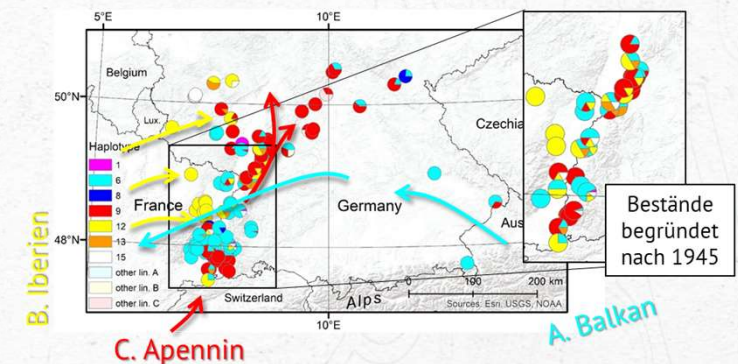 5°E
10°E
Belgium
50°N
Lux.
Czechia
Haplotype
1
6
8
9
12
13
15
other lin. A
other lin. B
other lin. C
France
Germany
48°N
Aus
Switzerland
Alps
0 100 200 km
Sources: Esri, USGS, NOAA
10°E
Bestände
begründet
nach 1945
B. Iberien
A. Balkan
C. Apennin